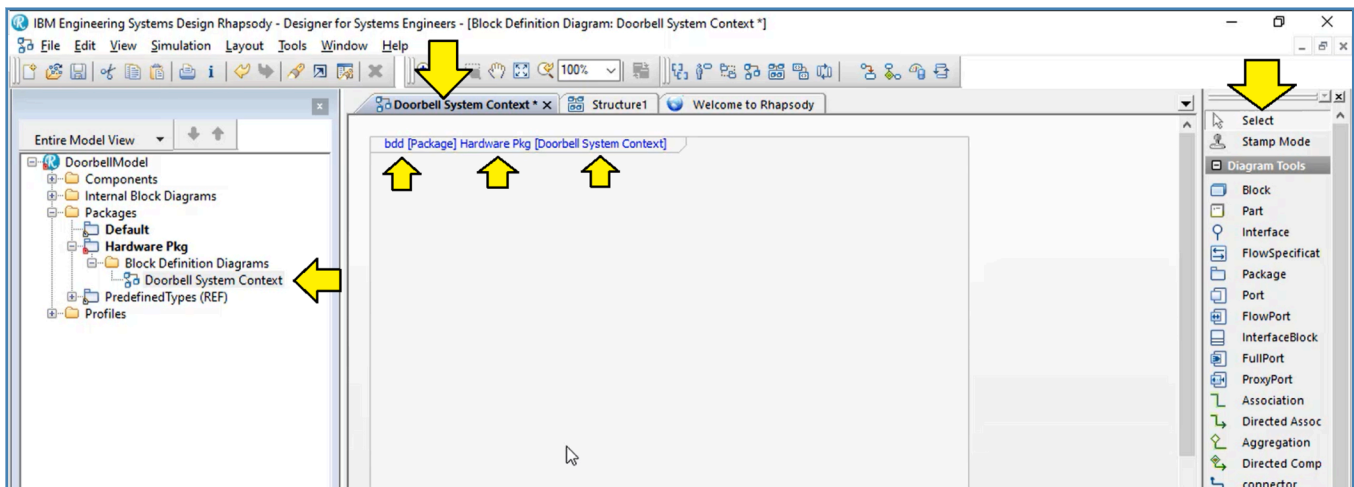 IBM Engineering Systems Design Rhapsody - Designer for Systems Engineers - [Block Definition Diagram: Doorbell System Context *]
File Edit View Simulation Layout Tools Window Help
100%
Entire Model View
DoorbellModel
Components
Internal Block Diagrams
Packages
Default
Hardware Pkg
Block Definition Diagrams
Doorbell System Context
PredefinedTypes (REF)
Profiles
Doorbell System Context * x Structure1 Welcome to Rhapsody
bdd [Package] Hardware Pkg [Doorbell System Context]
Select
Stamp Mode
Diagram Tools
Block
Part
Interface
FlowSpecificat
Package
Port
FlowPort
InterfaceBlock
FullPort
ProxyPort
Association
Directed Assoc
Aggregation
Directed Comp
connector